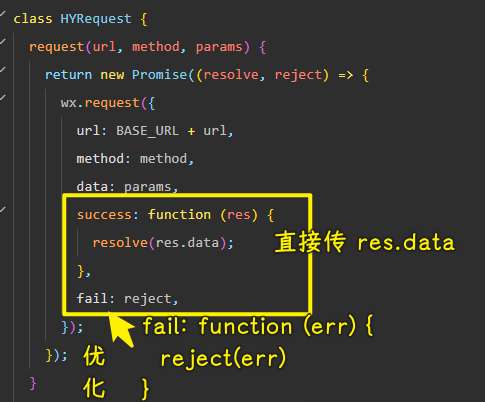 class HYRequest {
request(url, method, params) {
return new Promise((resolve, reject) => {
wx.request({
url: BASE_URL + url,
method: method,
data: params,
success: function (res) {
resolve(res.data);
直接传 res.data
},
fail: reject,
});
fail: function (err) {
});
优
reject(err)
}
化
}